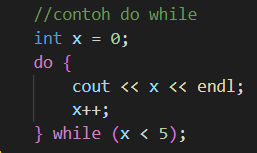 //contoh do while
int x = 0;
do {
    cout << x << endl;
    x++;
} while (x < 5);